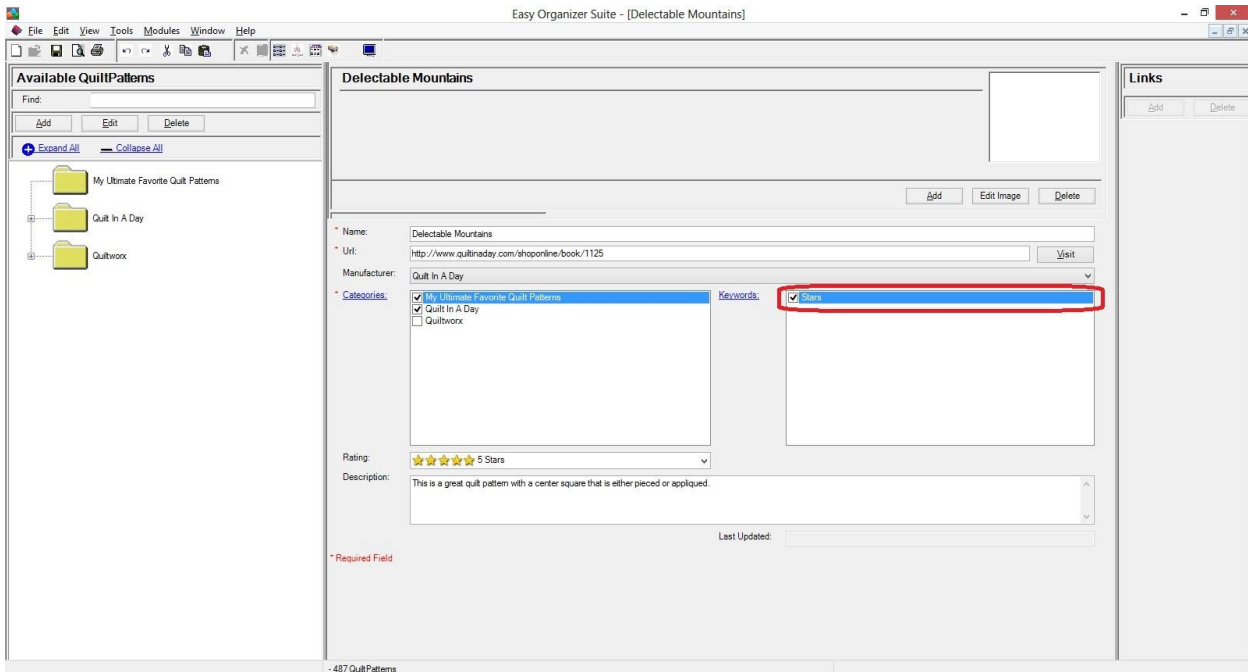 Easy Organizer Suite - [Delectable Mountains]
File Edit View Tools Modules Window Help
Available QuiltPatterns
Find:
Add Edit Delete
Expand All Collapse All
My Ultimate Favorite Quilt Patterns
Quilt In A Day
Quiltworx
Delectable Mountains
Add Edit Image Delete
* Name: Delectable Mountains
* Url: http://www.quiltinaday.com/shoponline/book/1125 Visit
Manufacturer: Quilt In A Day
* Categories: My Ultimate Favorite Quilt Patterns
Quilt In A Day
Quiltworx
Keywords: Stars
Rating: 5 Stars
Description: This is a great quilt pattern with a center square that is either pieced or appliqued.
Last Updated:
* Required Field
Links
Add Delete
- 487 QuiltPatterns